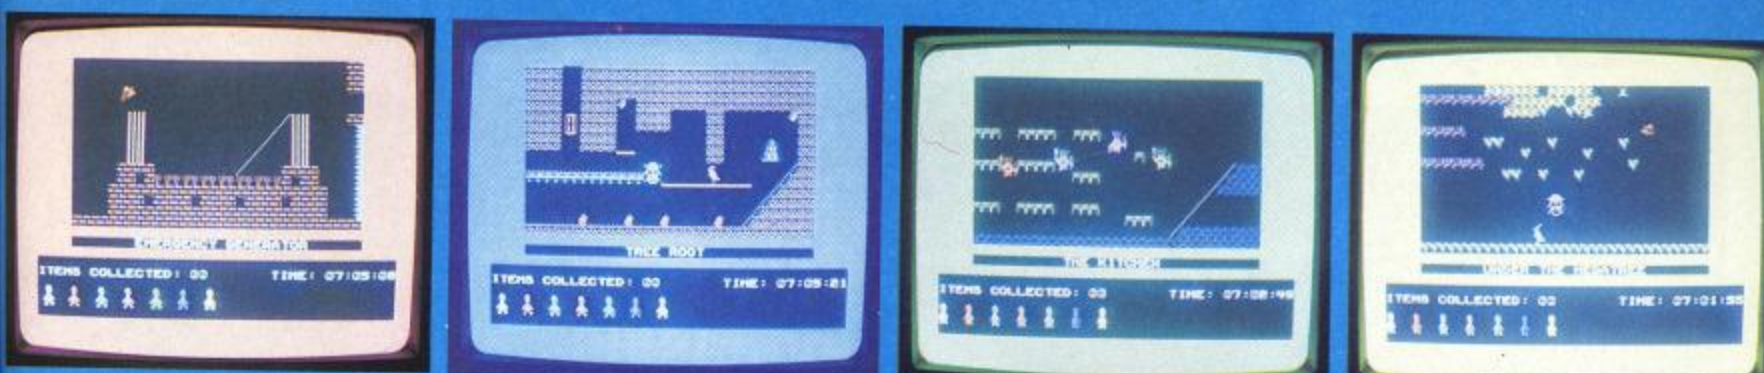 EMERGENCY GENERATOR
ITEMS COLLECTED: 00 TIME: 07:05:00
TREE ROOT
ITEMS COLLECTED: 00 TIME: 07:05:21
THE KITCHEN
ITEMS COLLECTED: 00 TIME: 07:02:49
UNDER THE MEGATREE
ITEMS COLLECTED: 00 TIME: 07:01:55